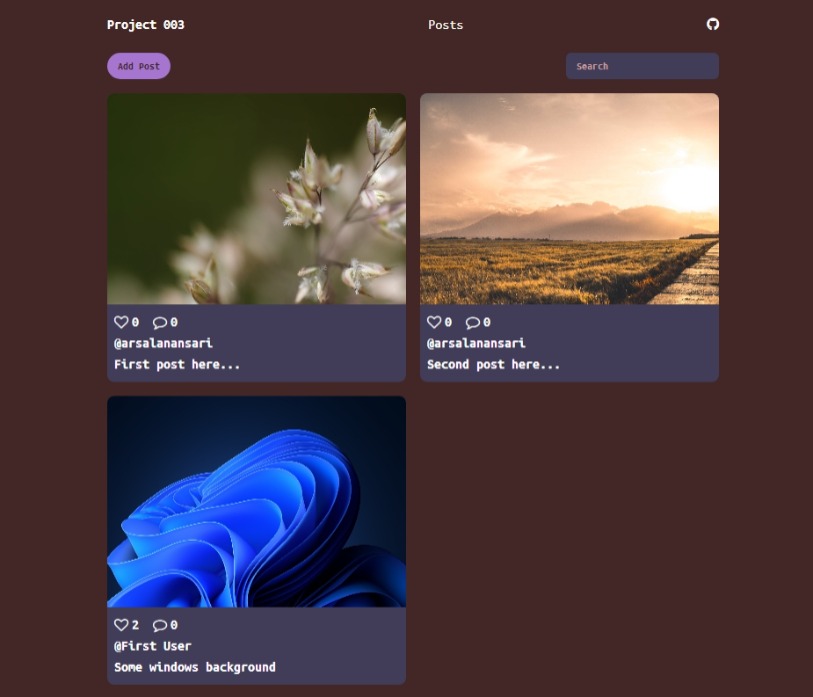 Project 003
Posts
Add Post
Search
0 0
@arsalanansari
First post here...
0 0
@arsalanansari
Second post here...
2 0
@First User
Some windows background